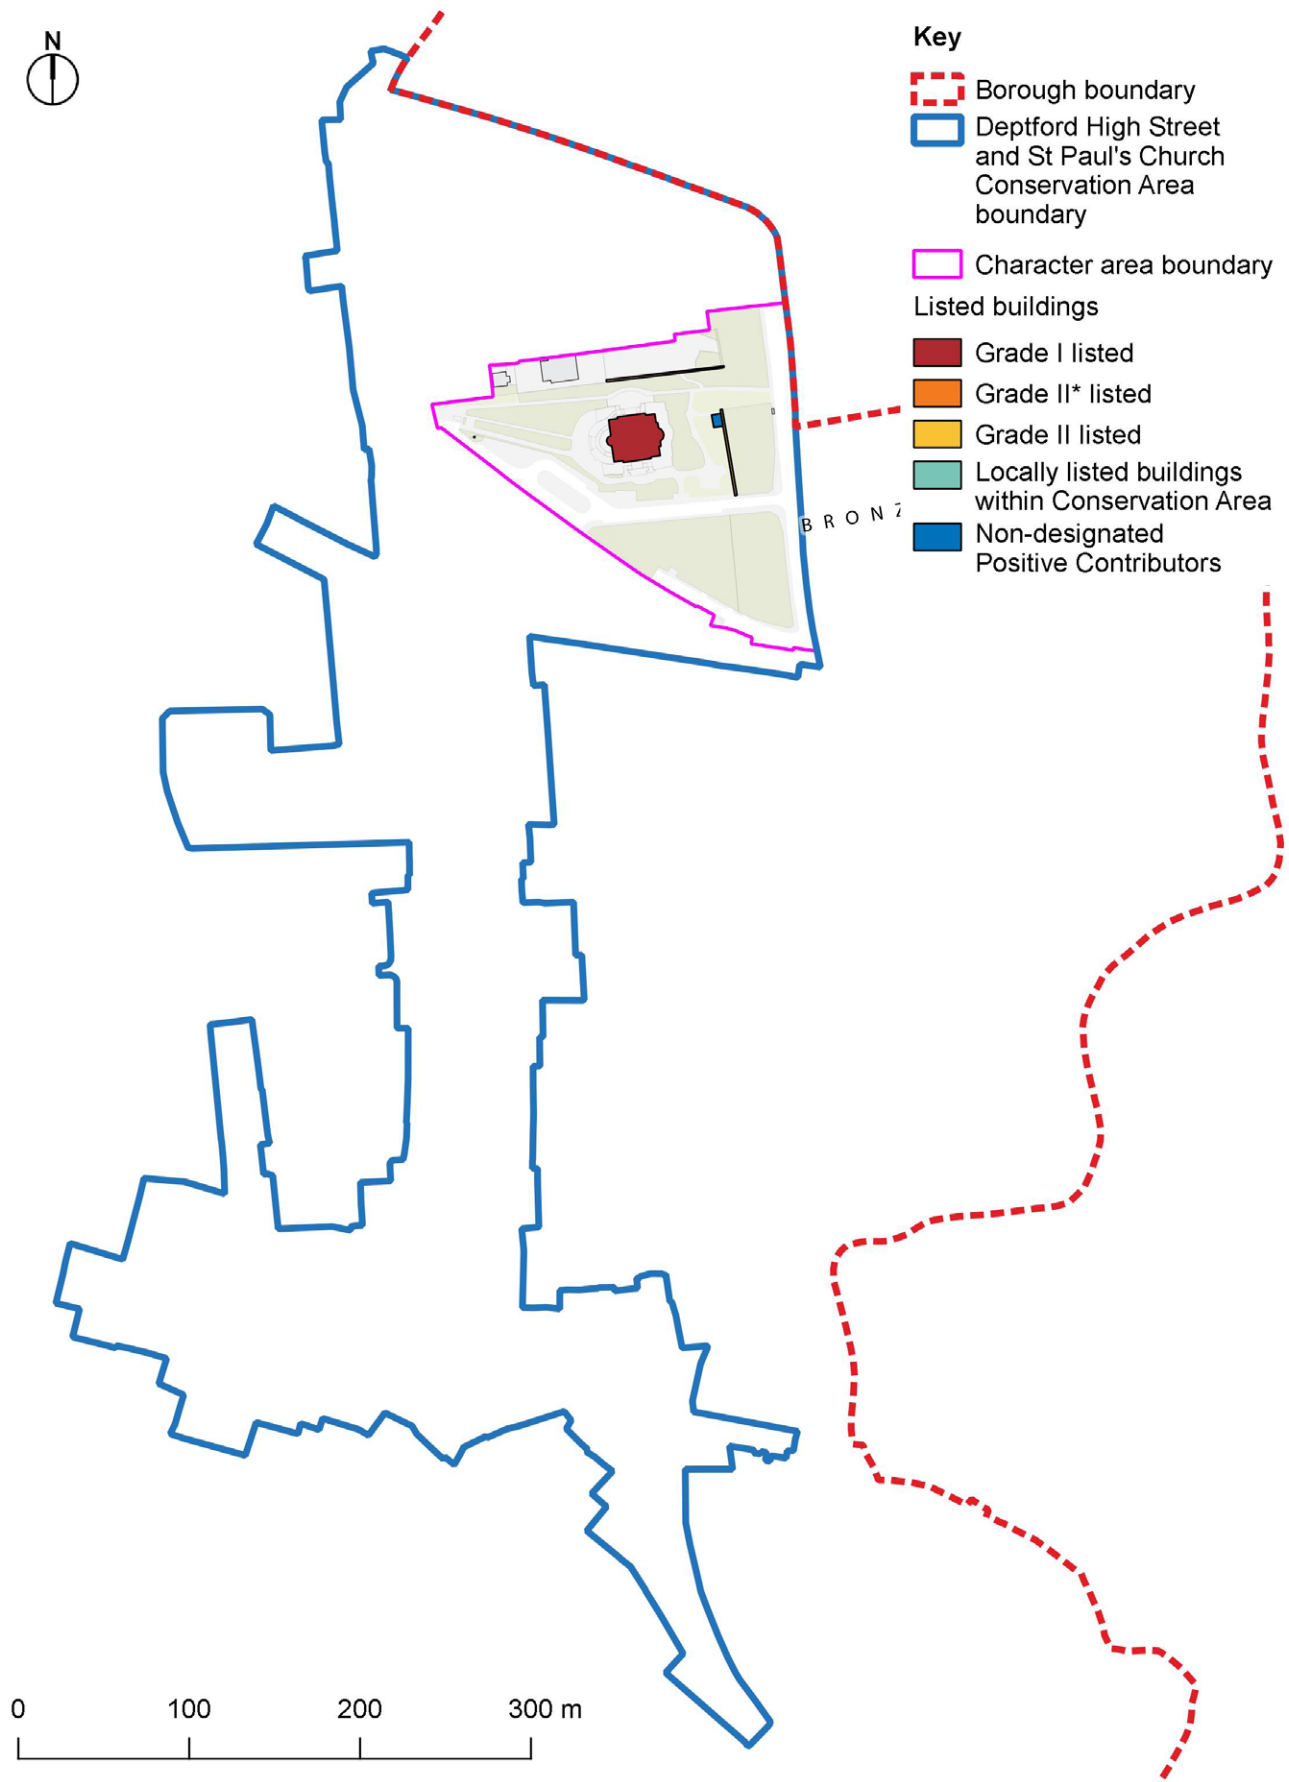 N
Key
Borough boundary
Deptford High Street
and St Paul's Church
Conservation Area
boundary
Character area boundary
Listed buildings
Grade I listed
Grade II* listed
Grade II listed
Locally listed buildings
within Conservation Area
Non-designated
Positive Contributors
BRONZ
0 100 200 300 m